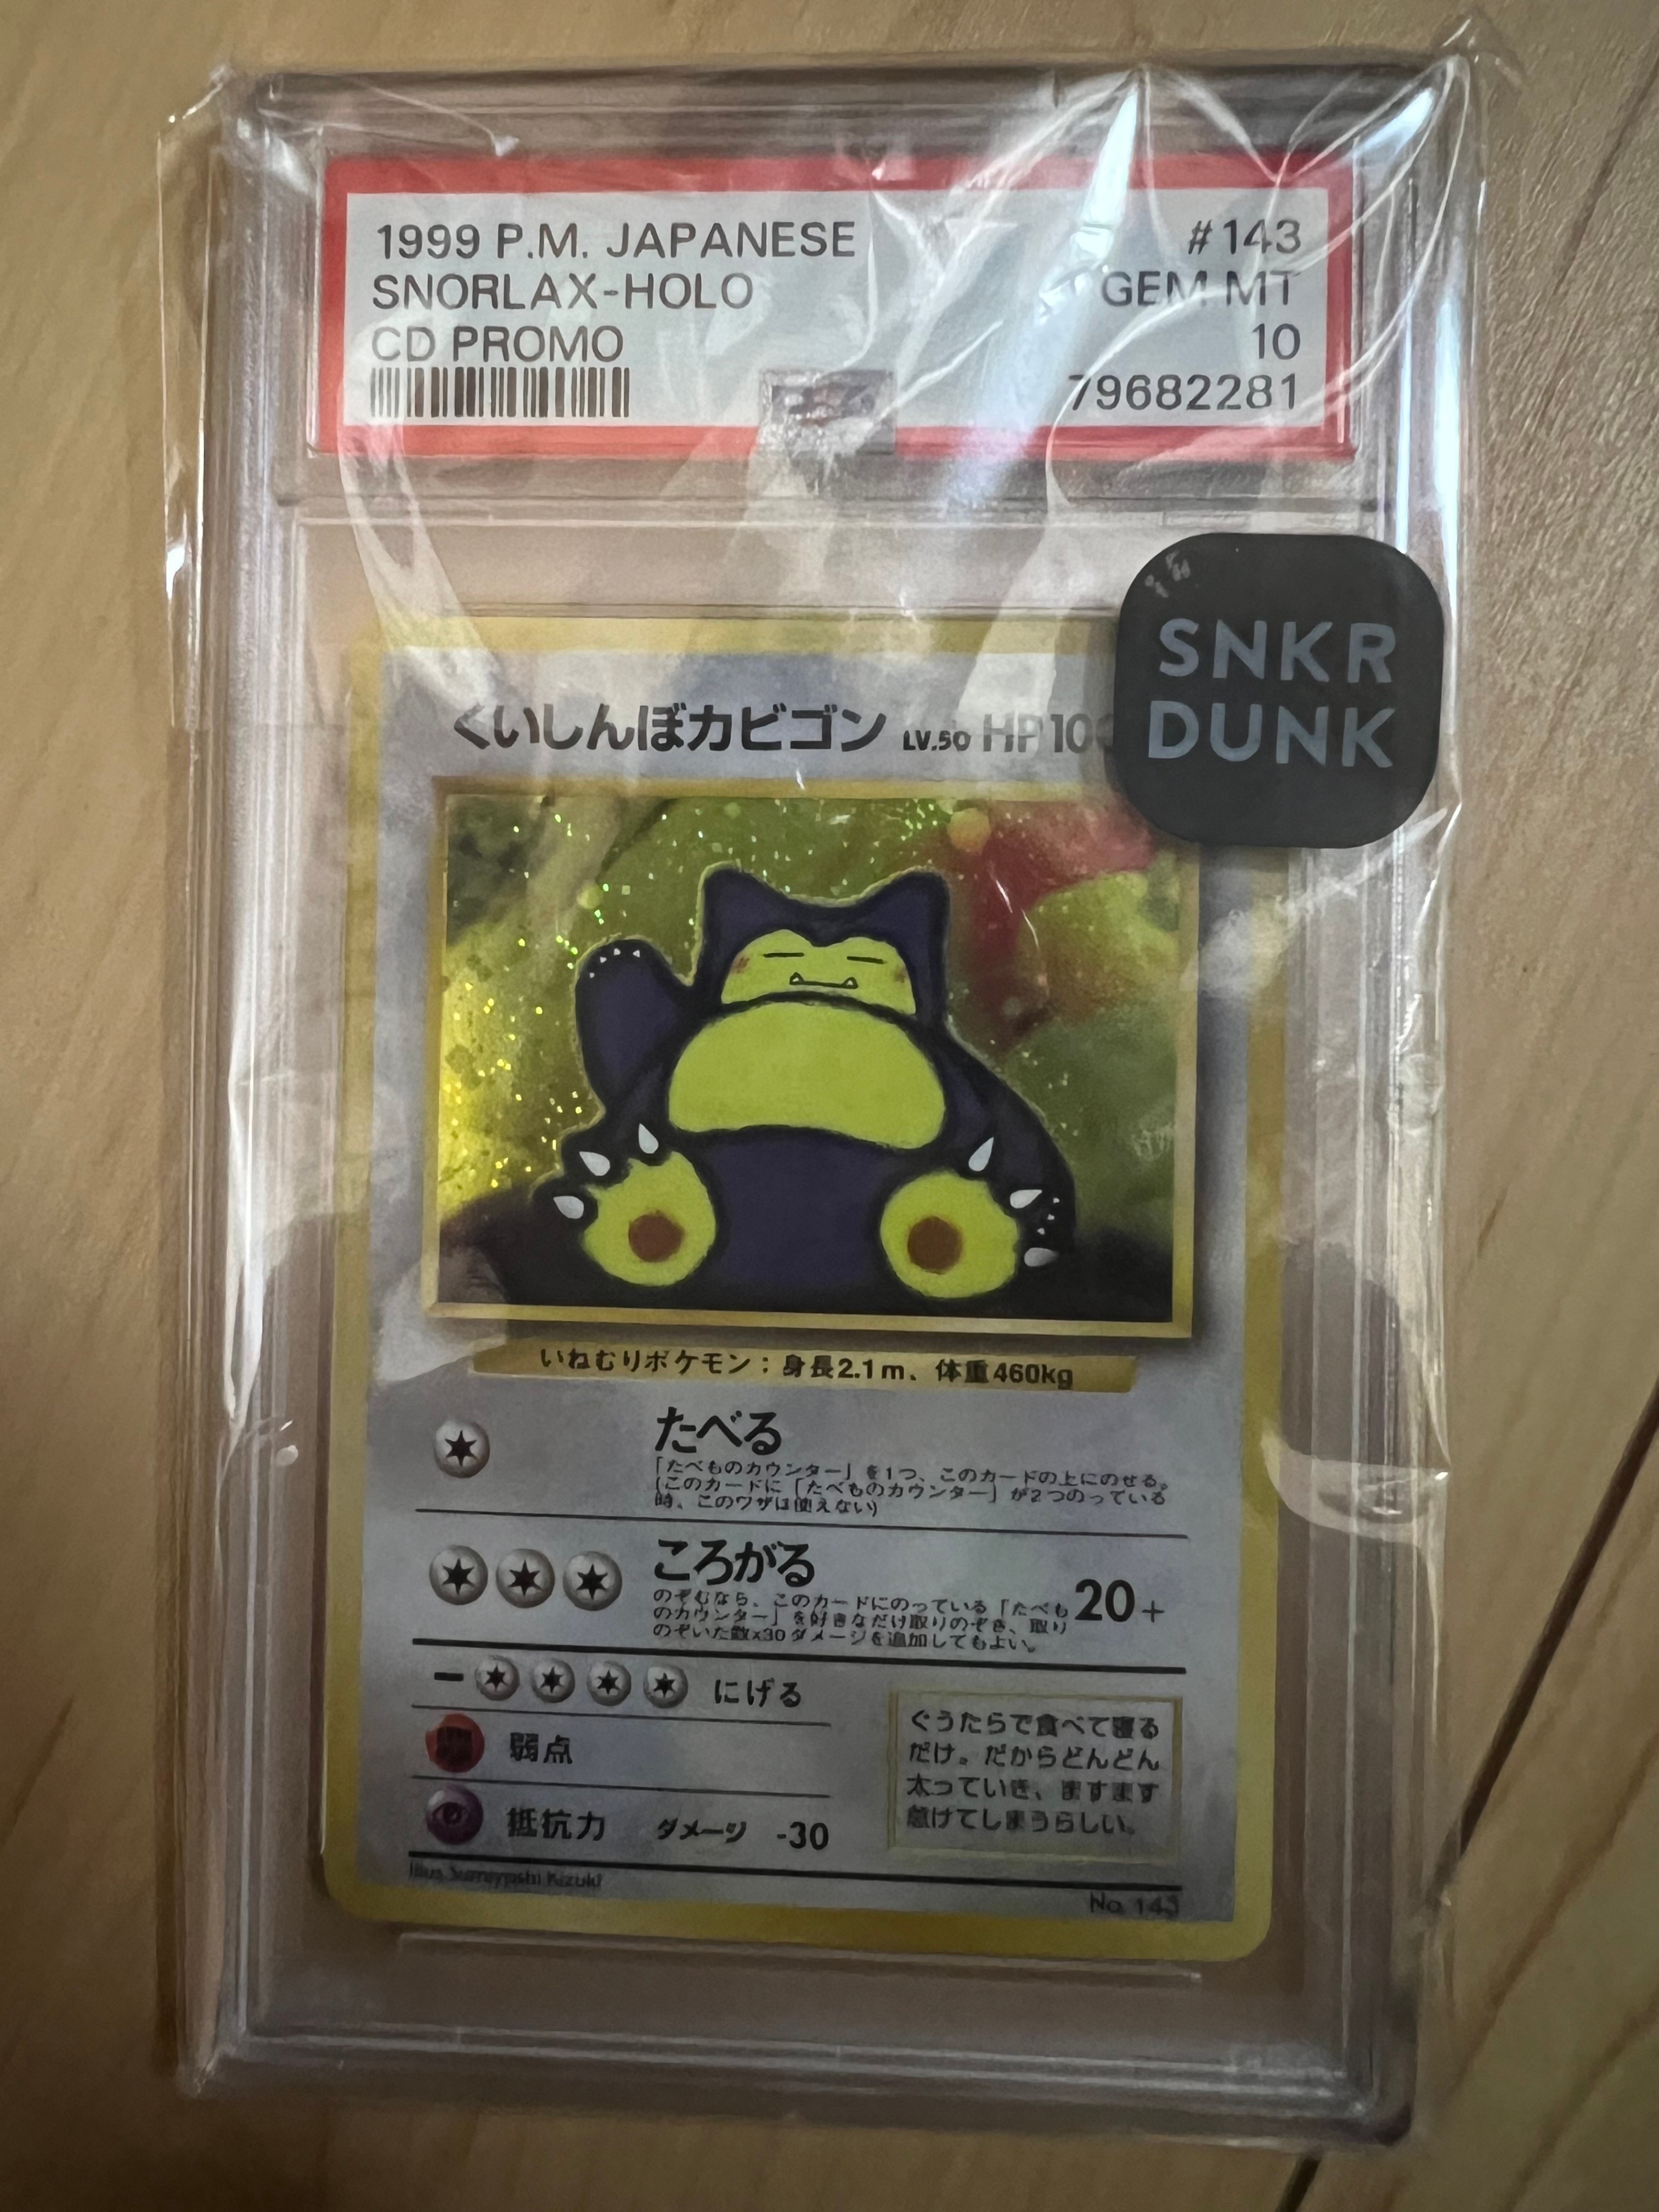 1999 P.M. JAPANESE #143
SNORLAX-HOLO GEM MT
CD PROMO 10
79682281
SNKR
DUNK
くいしんぼカビゴン LV.50 HP10
いねむりポケモン：身長2.1m、体重460kg
たべる
「たべものカウンター」を1つ、このカードの上にのせる。
(このカードに「たべものカウンター」が2つのっている
時、このワザは使えない)
ころがる
のぞむなら、このカードにのっている「たべも
のカウンター」を好きなだけ取りのぞき、取り
のぞいた数x30ダメージを追加してもよい。
20+
にげる
弱点
抵抗力 ダメージ -30
ぐうたらで食べて寝る
だけ。だからどんどん
太っていき、ますます
怠けてしまうらしい。
Illus. Sumiyoshi Kizuki
No. 143